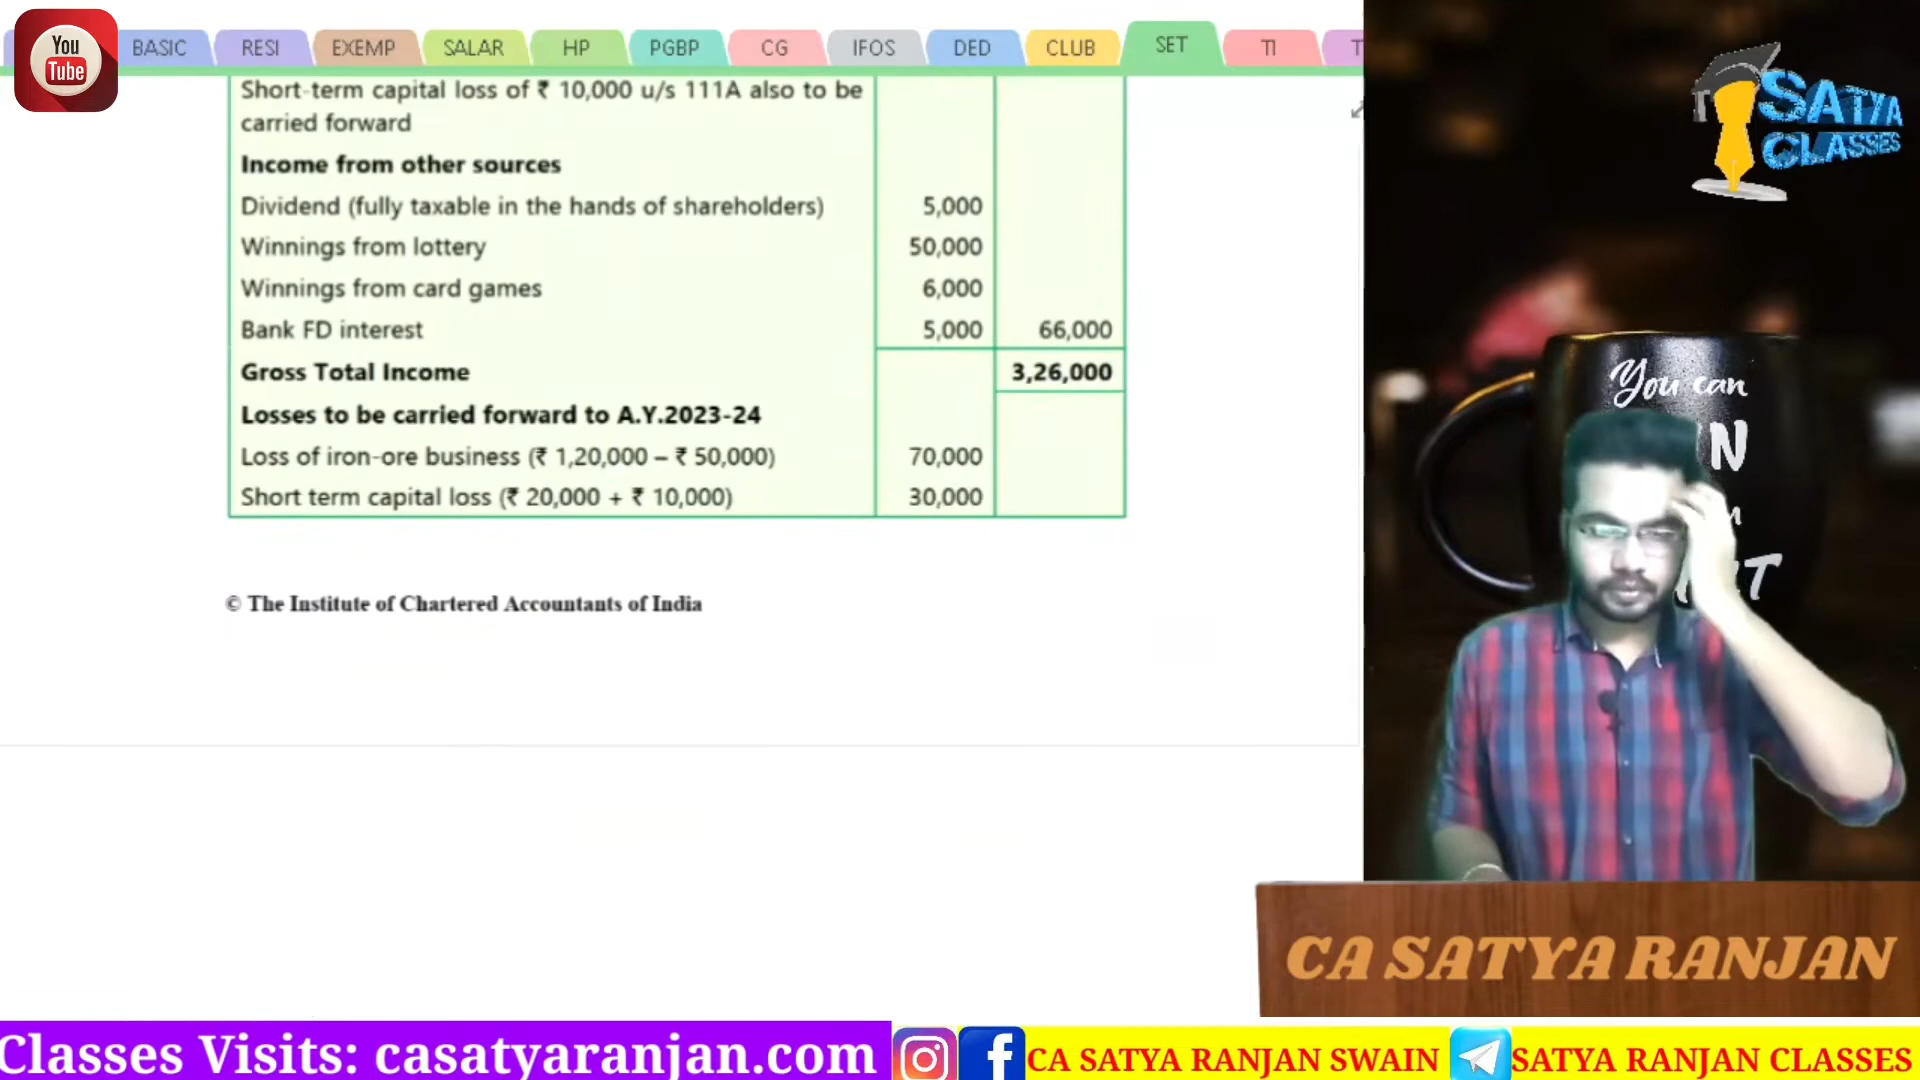 You
Tube
BASIC RESI EXEMP SALAR HP PGBP CG IFOS DED CLUB SET TI T
SATYA
CLASSES
Short-term capital loss of ₹ 10,000 u/s 111A also to be
carried forward
Income from other sources
Dividend (fully taxable in the hands of shareholders) 5,000
Winnings from lottery 50,000
Winnings from card games 6,000
Bank FD interest 5,000 66,000
Gross Total Income 3,26,000
Losses to be carried forward to A.Y.2023-24
Loss of iron-ore business (₹ 1,20,000 – ₹ 50,000) 70,000
Short term capital loss (₹ 20,000 + ₹ 10,000) 30,000
© The Institute of Chartered Accountants of India
You can
N
CA SATYA RANJAN
Classes Visits: casatyaranjan.com
CA SATYA RANJAN SWAIN
SATYA RANJAN CLASSES